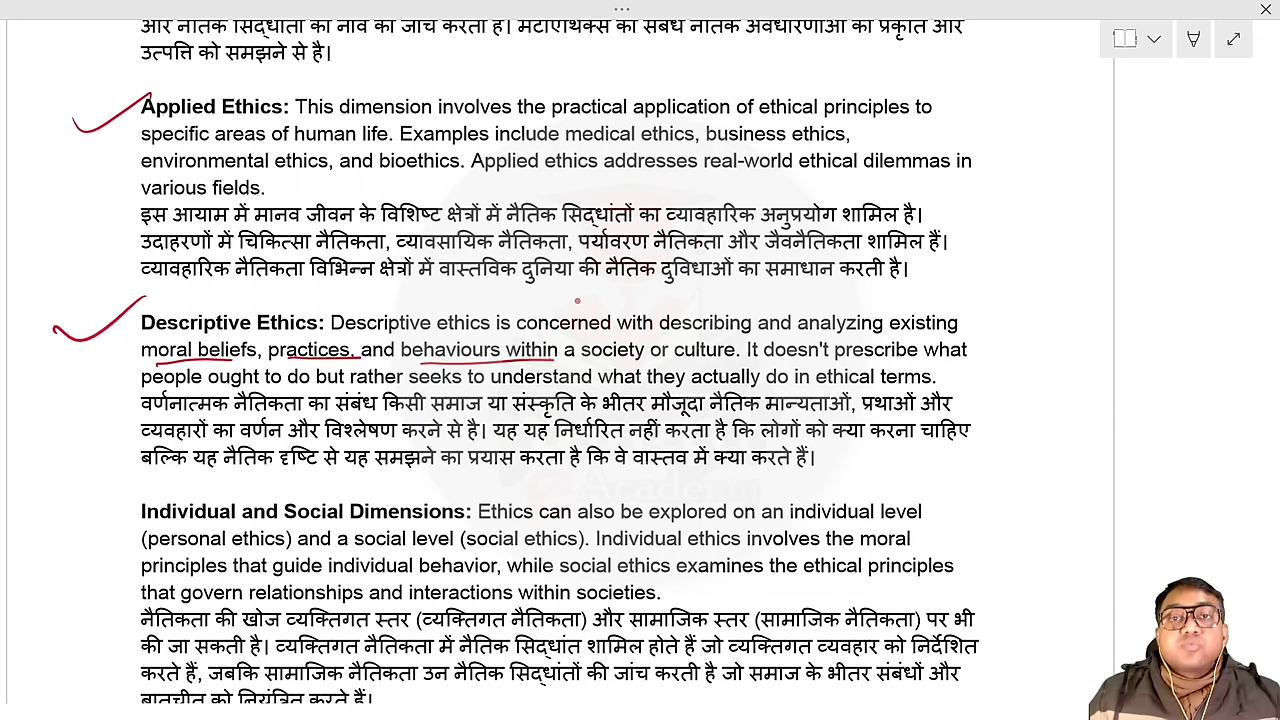 और नैतिक सिद्धांतों की नींव की जांच करता है। मेटाएथिक्स का संबंध नैतिक अवधारणाओं की प्रकृति और
उत्पत्ति को समझने से है।
Applied Ethics: This dimension involves the practical application of ethical principles to
specific areas of human life. Examples include medical ethics, business ethics,
environmental ethics, and bioethics. Applied ethics addresses real-world ethical dilemmas in
various fields.
इस आयाम में मानव जीवन के विशिष्ट क्षेत्रों में नैतिक सिद्धांतों का व्यावहारिक अनुप्रयोग शामिल है।
उदाहरणों में चिकित्सा नैतिकता, व्यावसायिक नैतिकता, पर्यावरण नैतिकता और जैवनैतिकता शामिल हैं।
व्यावहारिक नैतिकता विभिन्न क्षेत्रों में वास्तविक दुनिया की नैतिक दुविधाओं का समाधान करती है।
Descriptive Ethics: Descriptive ethics is concerned with describing and analyzing existing
moral beliefs, practices, and behaviours within a society or culture. It doesn't prescribe what
people ought to do but rather seeks to understand what they actually do in ethical terms.
वर्णनात्मक नैतिकता का संबंध किसी समाज या संस्कृति के भीतर मौजूदा नैतिक मान्यताओं, प्रथाओं और
व्यवहारों का वर्णन और विश्लेषण करने से है। यह यह निर्धारित नहीं करता है कि लोगों को क्या करना चाहिए
बल्कि यह नैतिक दृष्टि से यह समझने का प्रयास करता है कि वे वास्तव में क्या करते हैं।
Individual and Social Dimensions: Ethics can also be explored on an individual level
(personal ethics) and a social level (social ethics). Individual ethics involves the moral
principles that guide individual behavior, while social ethics examines the ethical principles
that govern relationships and interactions within societies.
नैतिकता की खोज व्यक्तिगत स्तर (व्यक्तिगत नैतिकता) और सामाजिक स्तर (सामाजिक नैतिकता) पर भी
की जा सकती है। व्यक्तिगत नैतिकता में नैतिक सिद्धांत शामिल होते हैं जो व्यक्तिगत व्यवहार को निर्देशित
करते हैं, जबकि सामाजिक नैतिकता उन नैतिक सिद्धांतों की जांच करती है जो समाज के भीतर संबंधों और
बातचीत को नियंत्रित करते हैं।